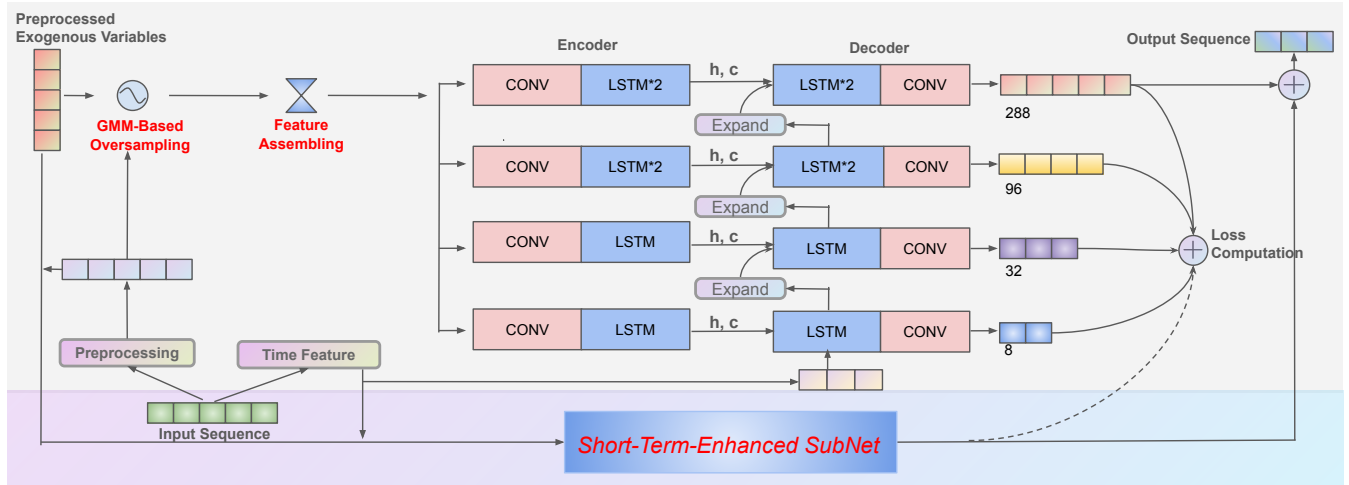 Preprocessed
Exogenous Variables
GMM-Based
Oversampling
Feature
Assembling
Encoder
Decoder
Output Sequence
CONV
LSTM*2
h, c
LSTM*2
CONV
288
Expand
CONV
LSTM*2
h, c
LSTM*2
CONV
96
Expand
CONV
LSTM
h, c
LSTM
CONV
32
Loss
Computation
Expand
CONV
LSTM
h, c
LSTM
CONV
8
Preprocessing
Time Feature
Input Sequence
Short-Term-Enhanced SubNet